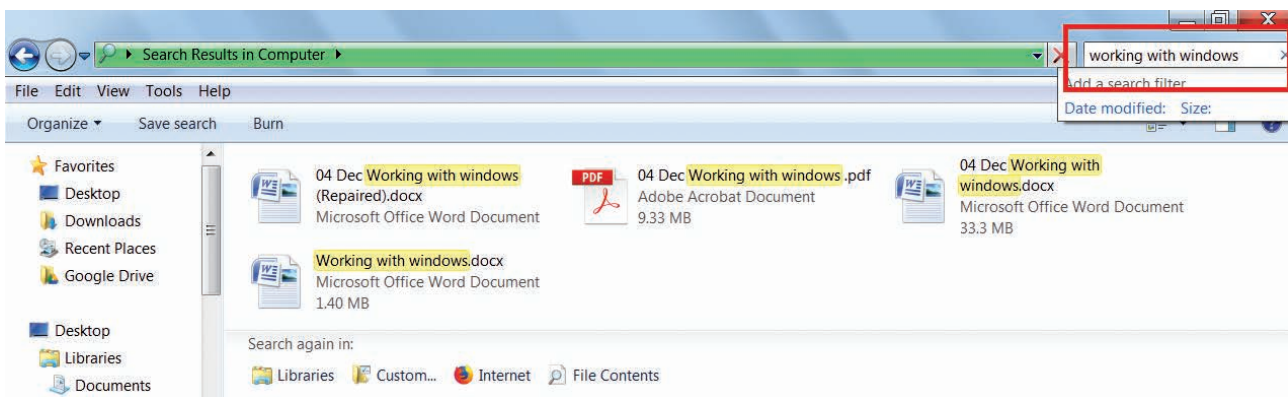 Search Results in Computer
working with windows
Add a search filter
Date modified: Size:
File Edit View Tools Help
Organize Save search Burn
Favorites
Desktop
Downloads
Recent Places
Google Drive
Desktop
Libraries
Documents
04 Dec Working with windows
(Repaired).docx
Microsoft Office Word Document
PDF
04 Dec Working with windows .pdf
Adobe Acrobat Document
9.33 MB
04 Dec Working with
windows.docx
Microsoft Office Word Document
33.3 MB
Working with windows.docx
Microsoft Office Word Document
1.40 MB
Search again in:
Libraries Custom... Internet File Contents